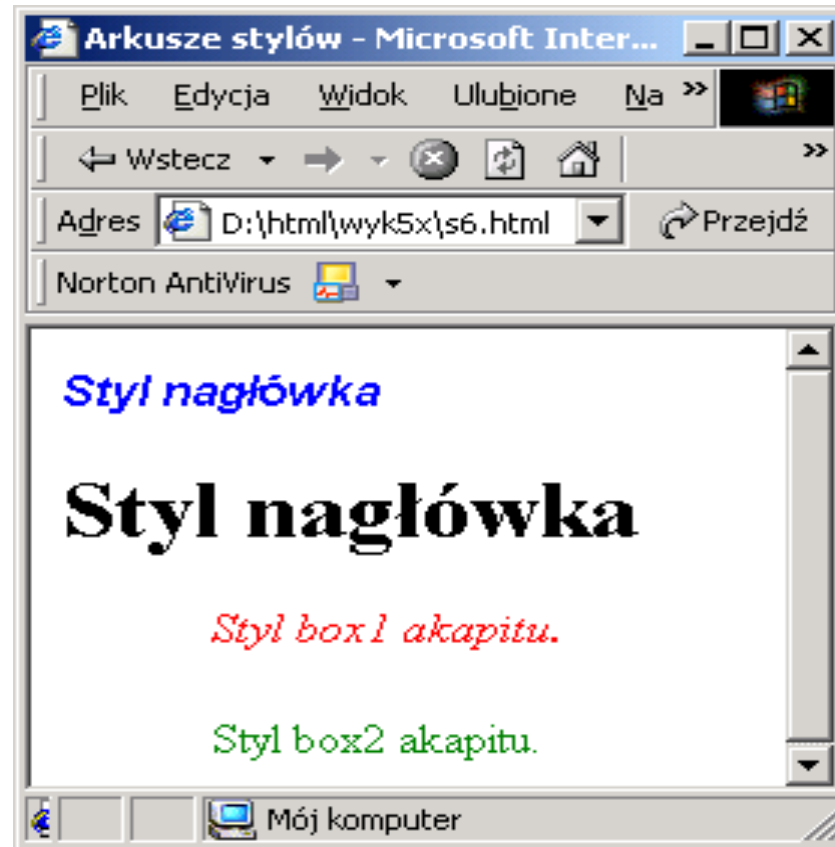 Arkusze stylów - Microsoft Inter...
Plik Edycja Widok Ulubione Na »
Wstecz »
Adres D:\html\wyk5x\s6.html Przejdź
Norton AntiVirus
Styl nagłówka
Styl nagłówka
Styl box1 akapitu.
Styl box2 akapitu.
Mój komputer